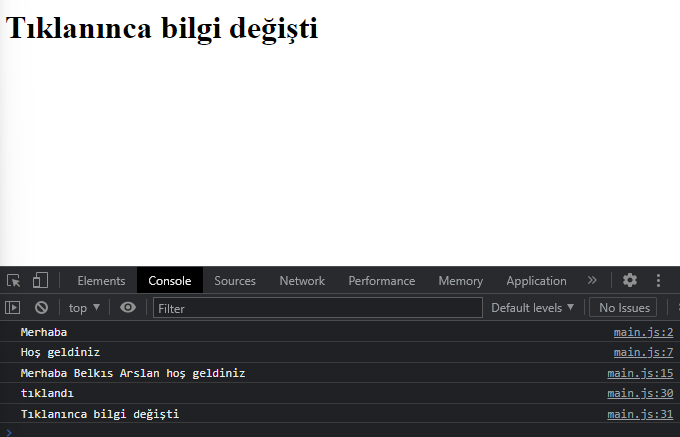 Tıklanınca bilgi değişti
Elements Console Sources Network Performance Memory Application »
top ▼ Filter Default levels ▼ No Issues
Merhaba main.js:2
Hoş geldiniz main.js:7
Merhaba Belkıs Arslan hoş geldiniz main.js:15
tıklandı main.js:30
Tıklanınca bilgi değişti main.js:31